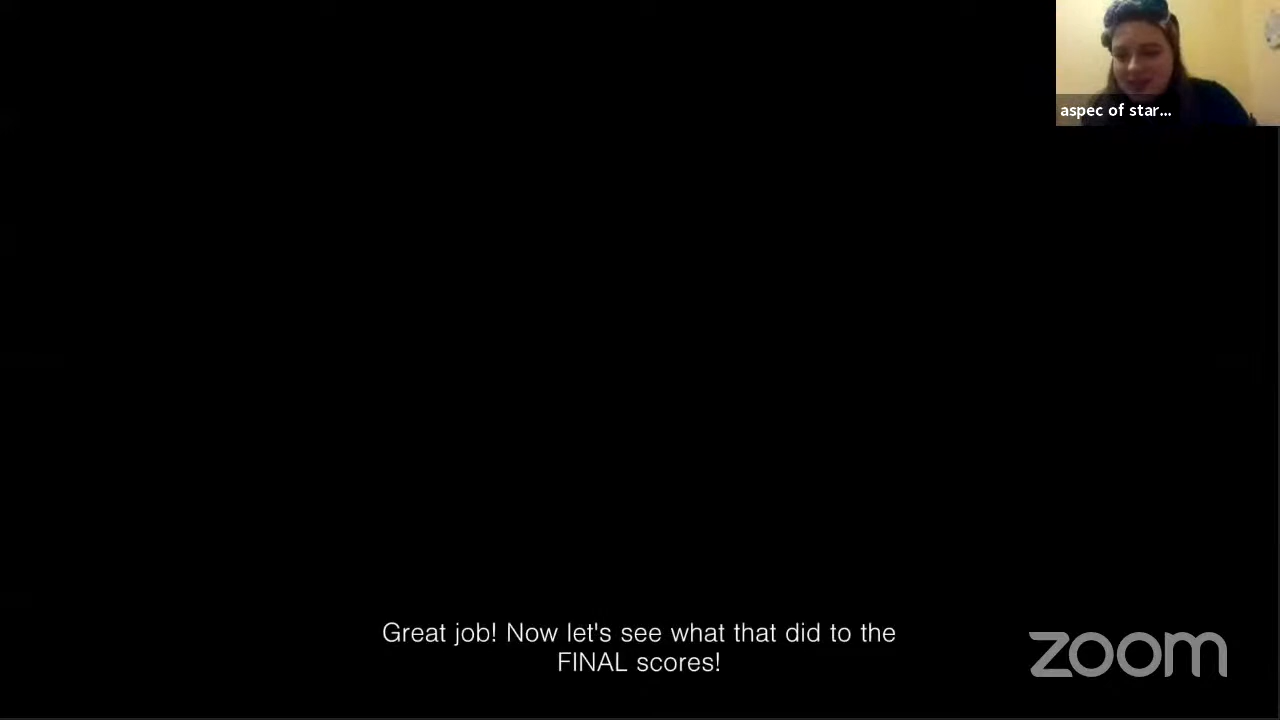 aspec of star...
Great job! Now let's see what that did to the
FINAL scores!
zoom